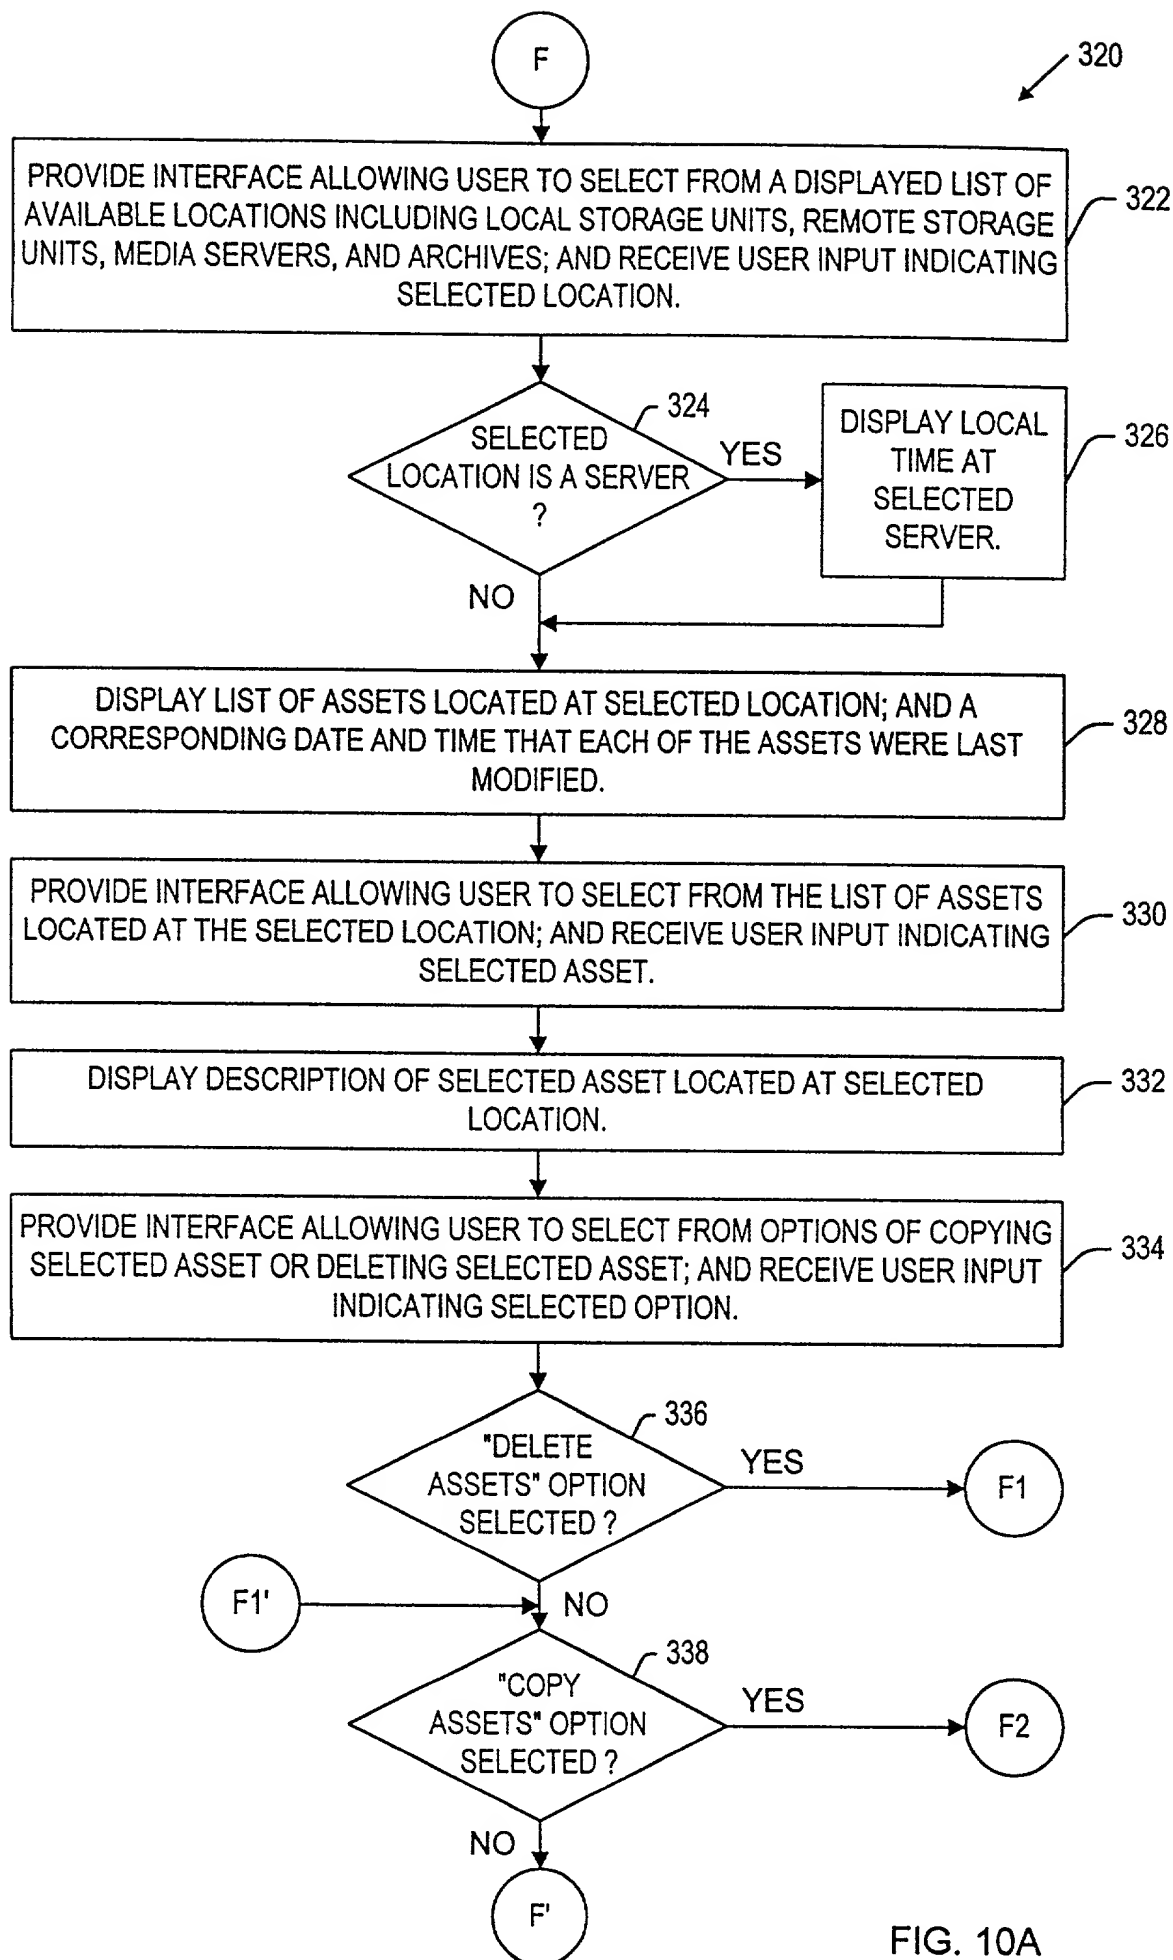 F
320
PROVIDE INTERFACE ALLOWING USER TO SELECT FROM A DISPLAYED LIST OF
AVAILABLE LOCATIONS INCLUDING LOCAL STORAGE UNITS, REMOTE STORAGE
UNITS, MEDIA SERVERS, AND ARCHIVES; AND RECEIVE USER INPUT INDICATING
SELECTED LOCATION.
322
SELECTED
LOCATION IS A SERVER
?
324
YES
DISPLAY LOCAL
TIME AT
SELECTED
SERVER.
326
NO
DISPLAY LIST OF ASSETS LOCATED AT SELECTED LOCATION; AND A
CORRESPONDING DATE AND TIME THAT EACH OF THE ASSETS WERE LAST
MODIFIED.
328
PROVIDE INTERFACE ALLOWING USER TO SELECT FROM THE LIST OF ASSETS
LOCATED AT THE SELECTED LOCATION; AND RECEIVE USER INPUT INDICATING
SELECTED ASSET.
330
DISPLAY DESCRIPTION OF SELECTED ASSET LOCATED AT SELECTED
LOCATION.
332
PROVIDE INTERFACE ALLOWING USER TO SELECT FROM OPTIONS OF COPYING
SELECTED ASSET OR DELETING SELECTED ASSET; AND RECEIVE USER INPUT
INDICATING SELECTED OPTION.
334
"DELETE
ASSETS" OPTION
SELECTED ?
336
YES
F1
F1'
NO
"COPY
ASSETS" OPTION
SELECTED ?
338
YES
F2
NO
F'
FIG. 10A